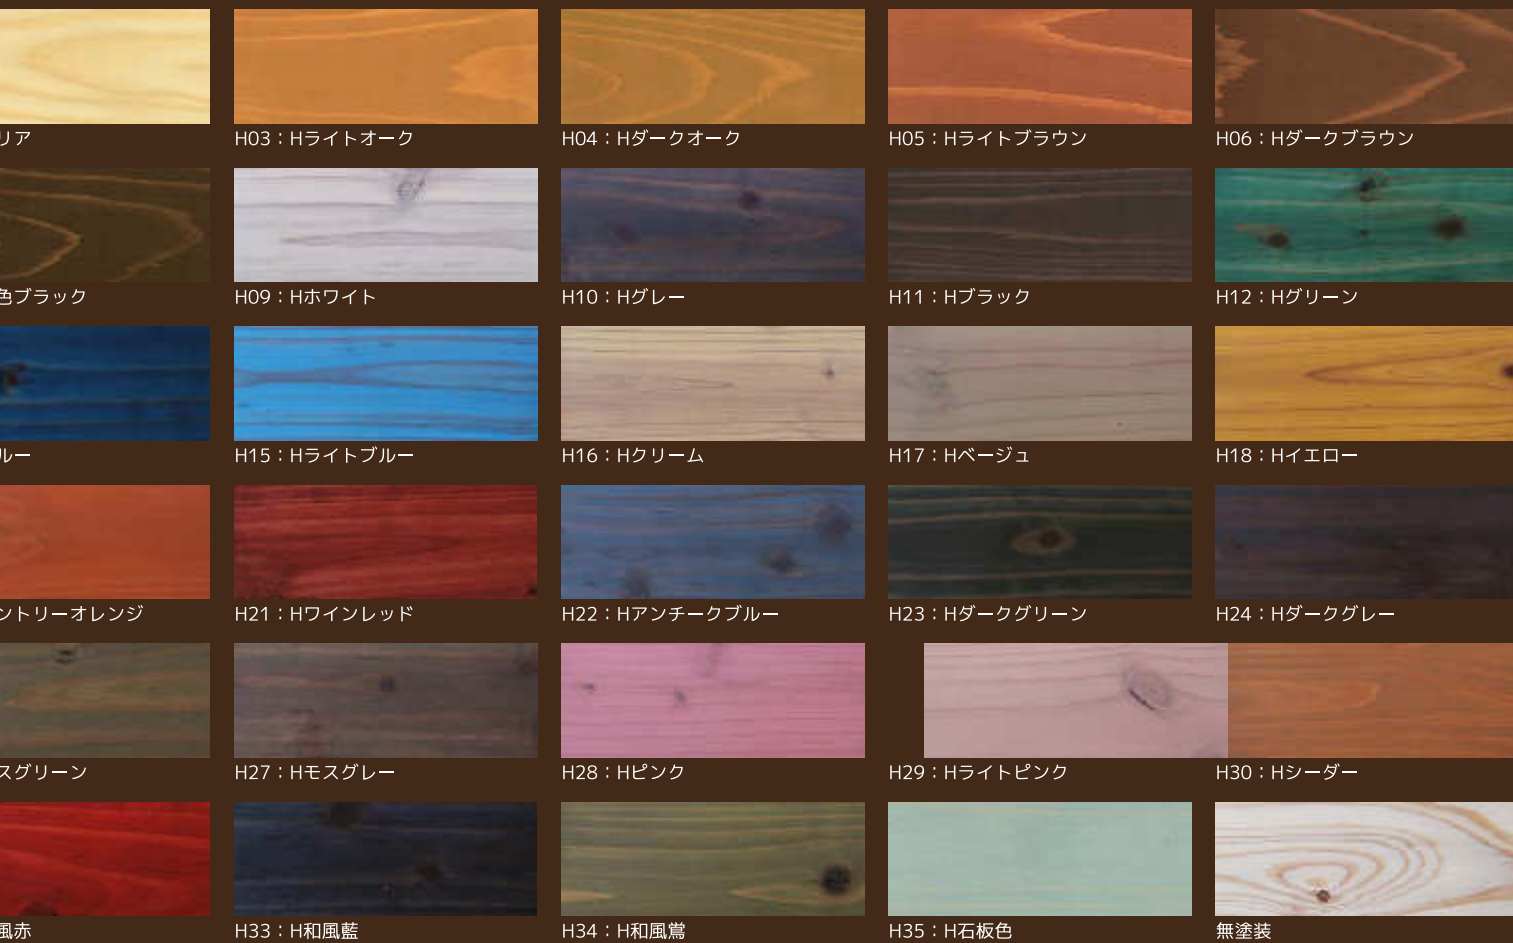 リア
H03：Hライトオーク
H04：Hダークオーク
H05：Hライトブラウン
H06：Hダークブラウン
色ブラック
H09：Hホワイト
H10：Hグレー
H11：Hブラック
H12：Hグリーン
ルー
H15：Hライトブルー
H16：Hクリーム
H17：Hベージュ
H18：Hイエロー
ントリーオレンジ
H21：Hワインレッド
H22：Hアンチークブルー
H23：Hダークグリーン
H24：Hダークグレー
スグリーン
H27：Hモスグレー
H28：Hピンク
H29：Hライトピンク
H30：Hシーダー
風赤
H33：H和風藍
H34：H和風鴬
H35：H石板色
無塗装